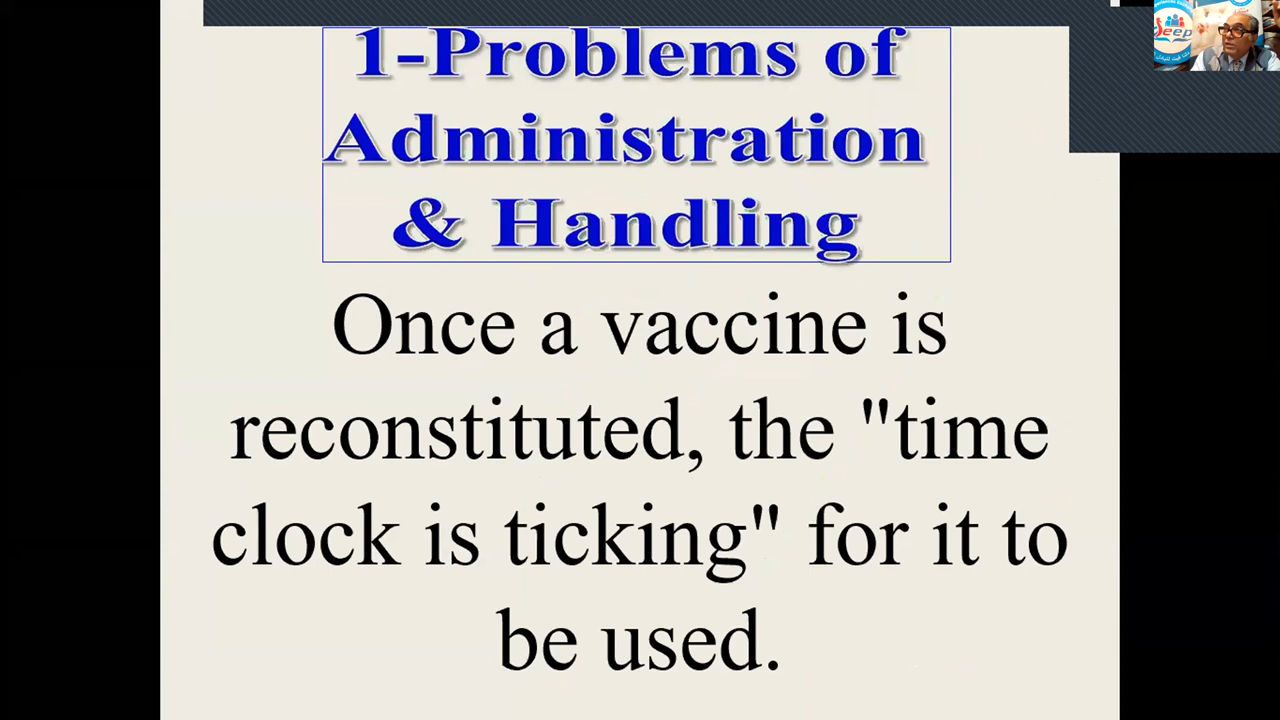 1-Problems of
Administration
& Handling
Once a vaccine is
reconstituted, the "time
clock is ticking" for it to
be used.